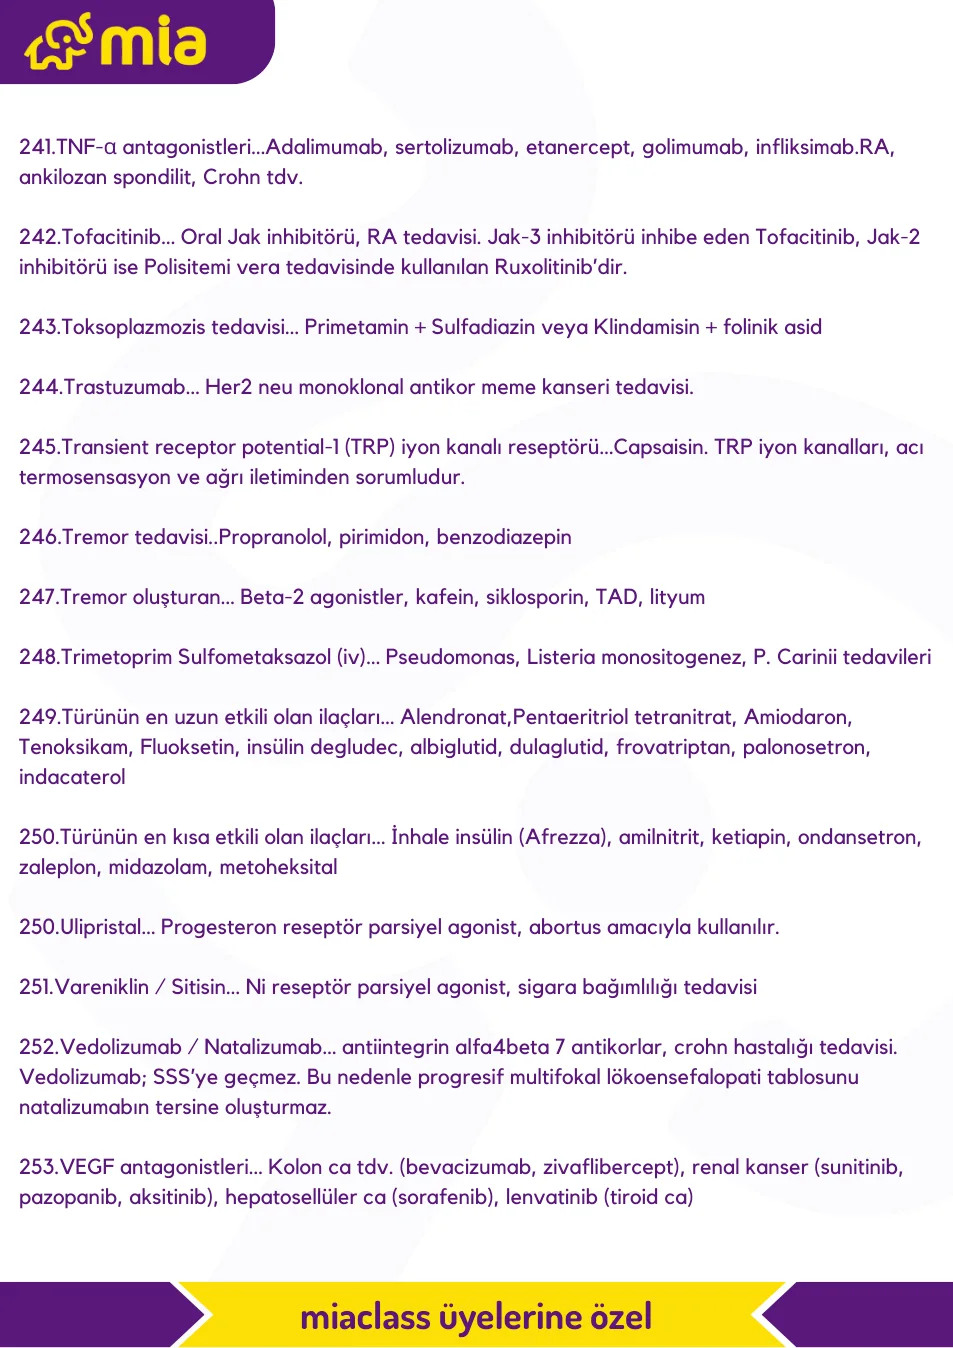 mia
241.TNF-α antagonistleri...Adalimumab, sertolizumab, etanercept, golimumab, infliksimab.RA,
ankilozan spondilit, Crohn tdv.
242.Tofacitinib... Oral Jak inhibitörü, RA tedavisi. Jak-3 inhibitörü inhibe eden Tofacitinib, Jak-2
inhibitörü ise Polisitemi vera tedavisinde kullanılan Ruxolitinib’dir.
243.Toksoplazmozis tedavisi... Primetamin + Sulfadiazin veya Klindamisin + folinik asid
244.Trastuzumab... Her2 neu monoklonal antikor meme kanseri tedavisi.
245.Transient receptor potential-1 (TRP) iyon kanalı reseptörü...Capsaisin. TRP iyon kanalları, acı
termosensasyon ve ağrı iletiminden sorumludur.
246.Tremor tedavisi..Propranolol, pirimidon, benzodiazepin
247.Tremor oluşturan... Beta-2 agonistler, kafein, siklosporin, TAD, lityum
248.Trimetoprim Sulfometaksazol (iv)... Pseudomonas, Listeria monositogenez, P. Carinii tedavileri
249.Türünün en uzun etkili olan ilaçları... Alendronat,Pentaeritriol tetranitrat, Amiodaron,
Tenoksikam, Fluoksetin, insülin degludec, albiglutid, dulaglutid, frovatriptan, palonosetron,
indacaterol
250.Türünün en kısa etkili olan ilaçları... İnhale insülin (Afrezza), amilnitrit, ketiapin, ondansetron,
zaleplon, midazolam, metoheksital
250.Ulipristal... Progesteron reseptör parsiyel agonist, abortus amacıyla kullanılır.
251.Vareniklin / Sitisin... Ni reseptör parsiyel agonist, sigara bağımlılığı tedavisi
252.Vedolizumab / Natalizumab... antiintegrin alfa4beta 7 antikorlar, crohn hastalığı tedavisi.
Vedolizumab; SSS’ye geçmez. Bu nedenle progresif multifokal lökoensefalopati tablosunu
natalizumabın tersine oluşturmaz.
253.VEGF antagonistleri... Kolon ca tdv. (bevacizumab, zivaflibercept), renal kanser (sunitinib,
pazopanib, aksitinib), hepatosellüler ca (sorafenib), lenvatinib (tiroid ca)
miaclass üyelerine özel